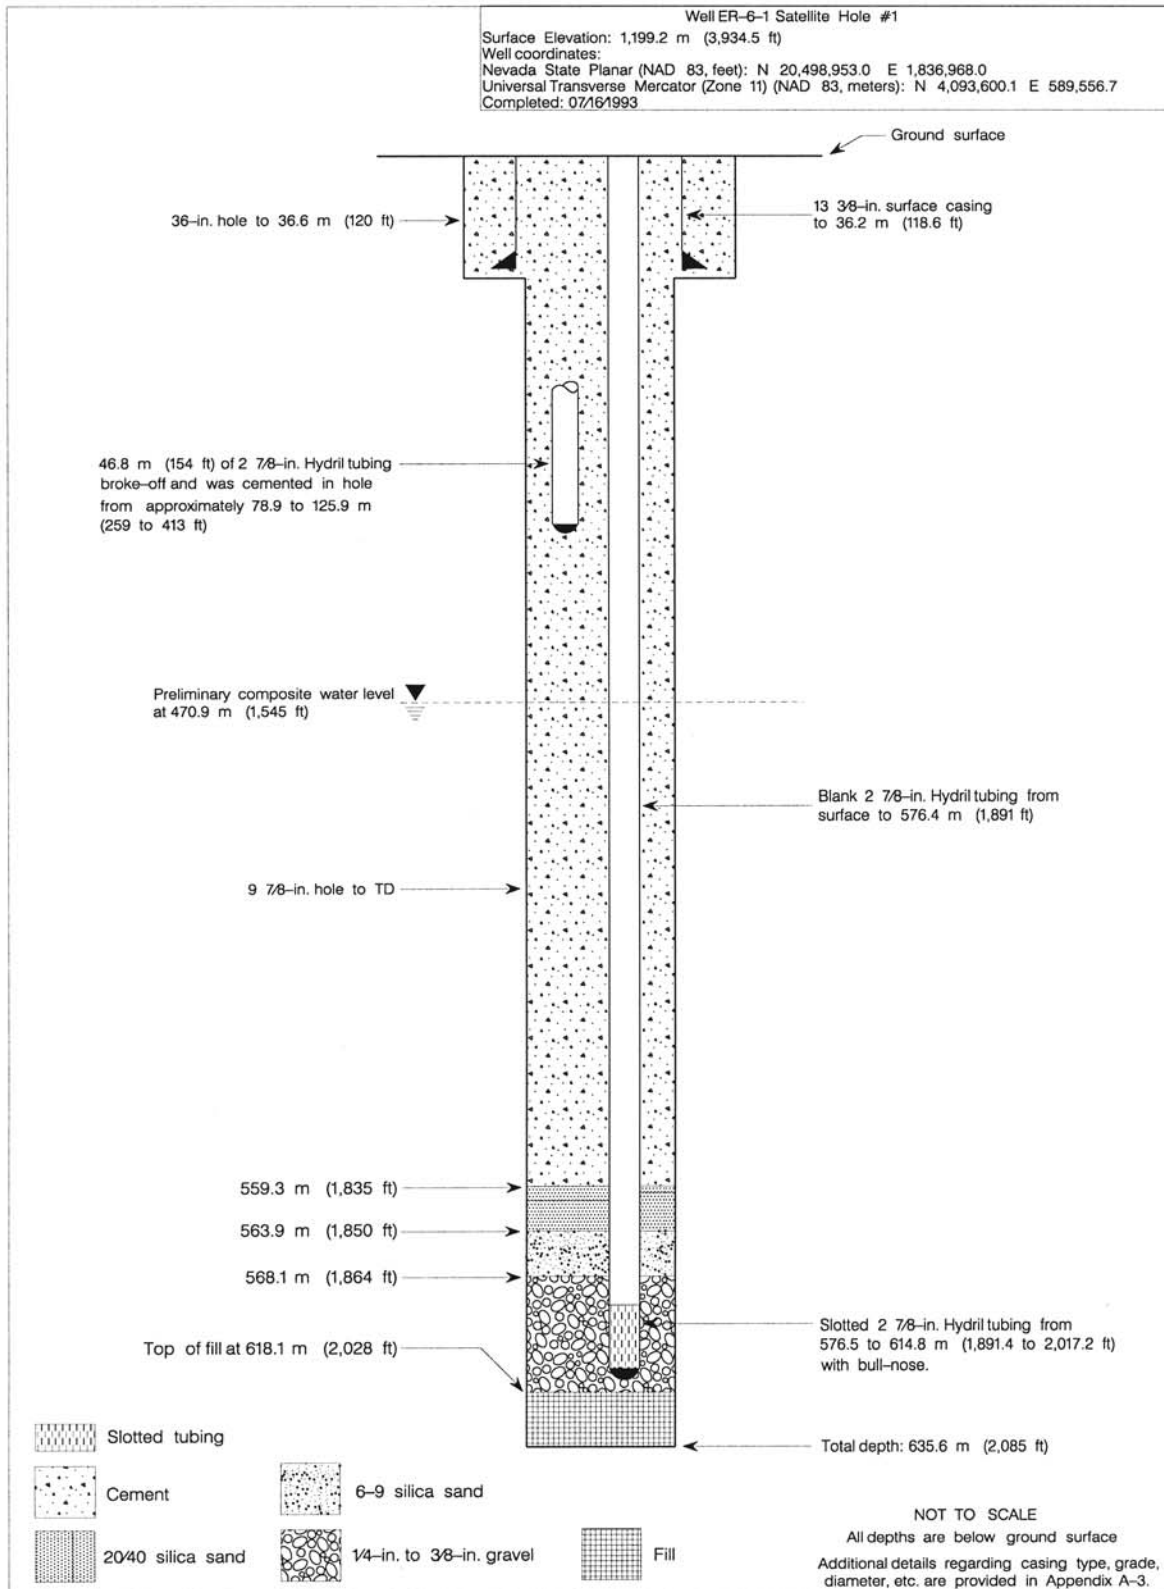 Well ER-6-1 Satellite Hole #1
Surface Elevation: 1,199.2 m (3,934.5 ft)
Well coordinates:
Nevada State Planar (NAD 83, feet): N 20,498,953.0 E 1,836,968.0
Universal Transverse Mercator (Zone 11) (NAD 83, meters): N 4,093,600.1 E 589,556.7
Completed: 07/16/1993
Ground surface
36-in. hole to 36.6 m (120 ft)
13 3/8-in. surface casing
to 36.2 m (118.6 ft)
46.8 m (154 ft) of 2 7/8-in. Hydril tubing
broke-off and was cemented in hole
from approximately 78.9 to 125.9 m
(259 to 413 ft)
Preliminary composite water level
at 470.9 m (1,545 ft)
Blank 2 7/8-in. Hydril tubing from
surface to 576.4 m (1,891 ft)
9 7/8-in. hole to TD
559.3 m (1,835 ft)
563.9 m (1,850 ft)
568.1 m (1,864 ft)
Slotted 2 7/8-in. Hydril tubing from
576.5 to 614.8 m (1,891.4 to 2,017.2 ft)
with bull-nose.
Top of fill at 618.1 m (2,028 ft)
Total depth: 635.6 m (2,085 ft)
Slotted tubing
Cement
6-9 silica sand
20/40 silica sand
1/4-in. to 3/8-in. gravel
Fill
NOT TO SCALE
All depths are below ground surface
Additional details regarding casing type, grade,
diameter, etc. are provided in Appendix A-3.